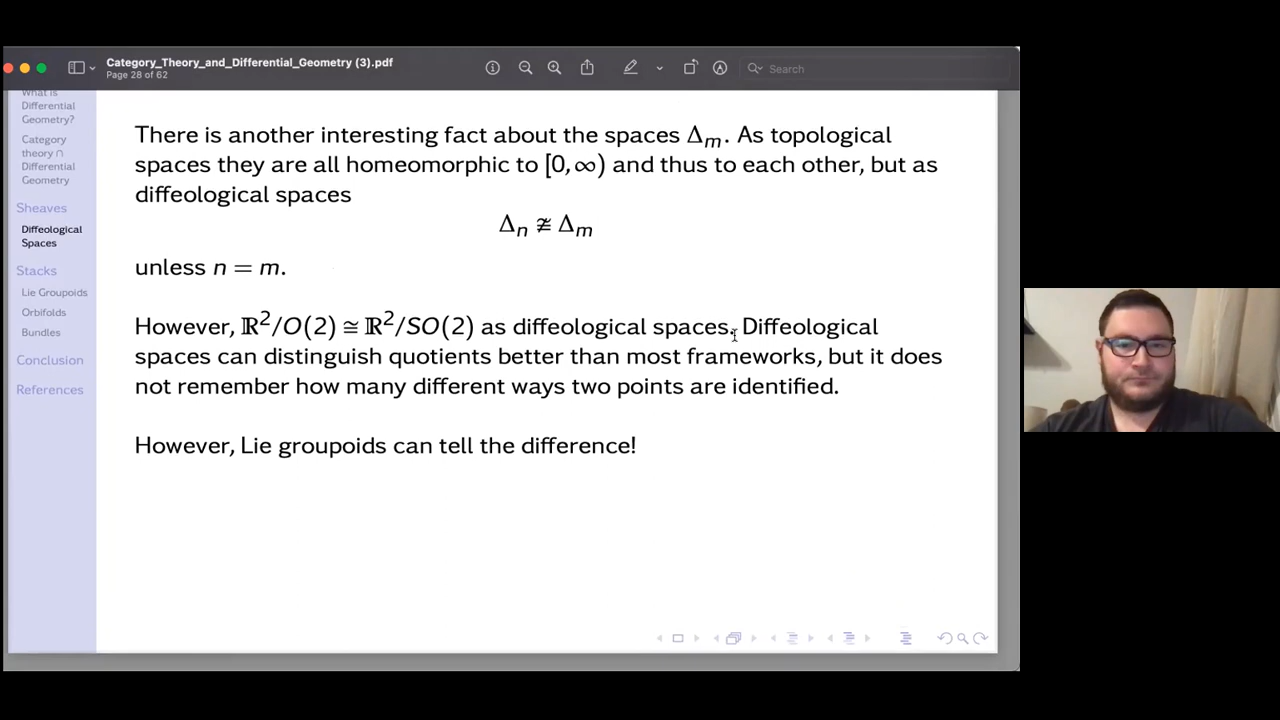 Category_Theory_and_Differential_Geometry (3).pdf
Page 28 of 62
Search
What is
Differential
Geometry?
Category
theory ∩
Differential
Geometry
Sheaves
Diffeological
Spaces
Stacks
Lie Groupoids
Orbifolds
Bundles
Conclusion
References
There is another interesting fact about the spaces Δₘ. As topological
spaces they are all homeomorphic to [0, ∞) and thus to each other, but as
diffeological spaces
Δₙ ≇ Δₘ
unless n = m.
However, ℝ²/O(2) ≅ ℝ²/SO(2) as diffeological spaces. Diffeological
spaces can distinguish quotients better than most frameworks, but it does
not remember how many different ways two points are identified.
However, Lie groupoids can tell the difference!